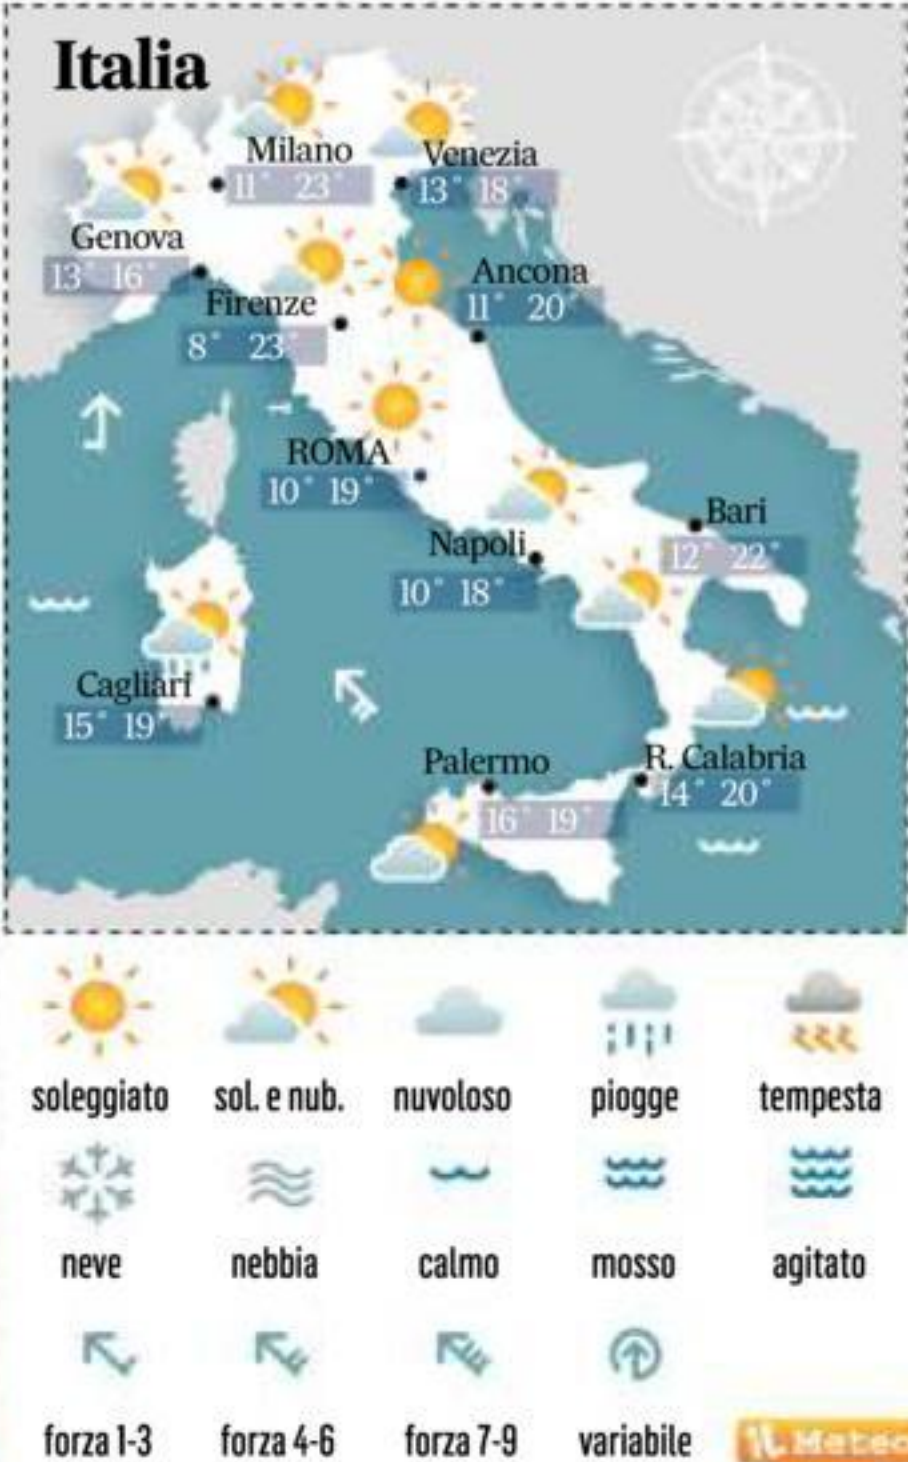 Italia
Milano
11° 23°
Venezia
13° 18°
Genova
13° 16°
Firenze
8° 23°
Ancona
11° 20°
ROMA
10° 19°
Napoli
10° 18°
Bari
12° 22°
Cagliari
15° 19°
Palermo
16° 19°
R. Calabria
14° 20°
soleggiato sol. e nub. nuvoloso piogge tempesta
neve nebbia calmo mosso agitato
forza 1-3 forza 4-6 forza 7-9 variabile
Meteo